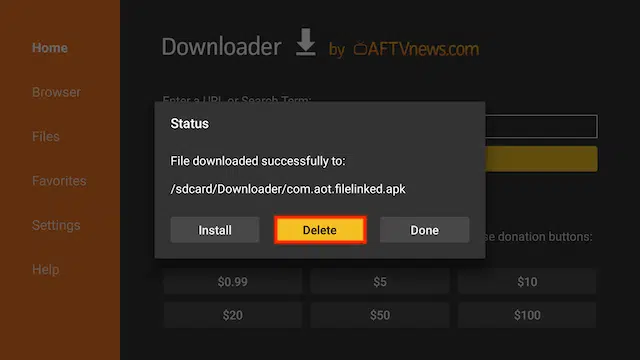 Home
Downloader by AFTVnews.com
Browser
Enter a URL or Search Term:
Status
Files
File downloaded successfully to:
Favorites
/sdcard/Downloader/com.aot.filelinked.apk
Settings
Install Delete Done
se donation buttons:
Help
$0.99 $5 $10
$20 $50 $100